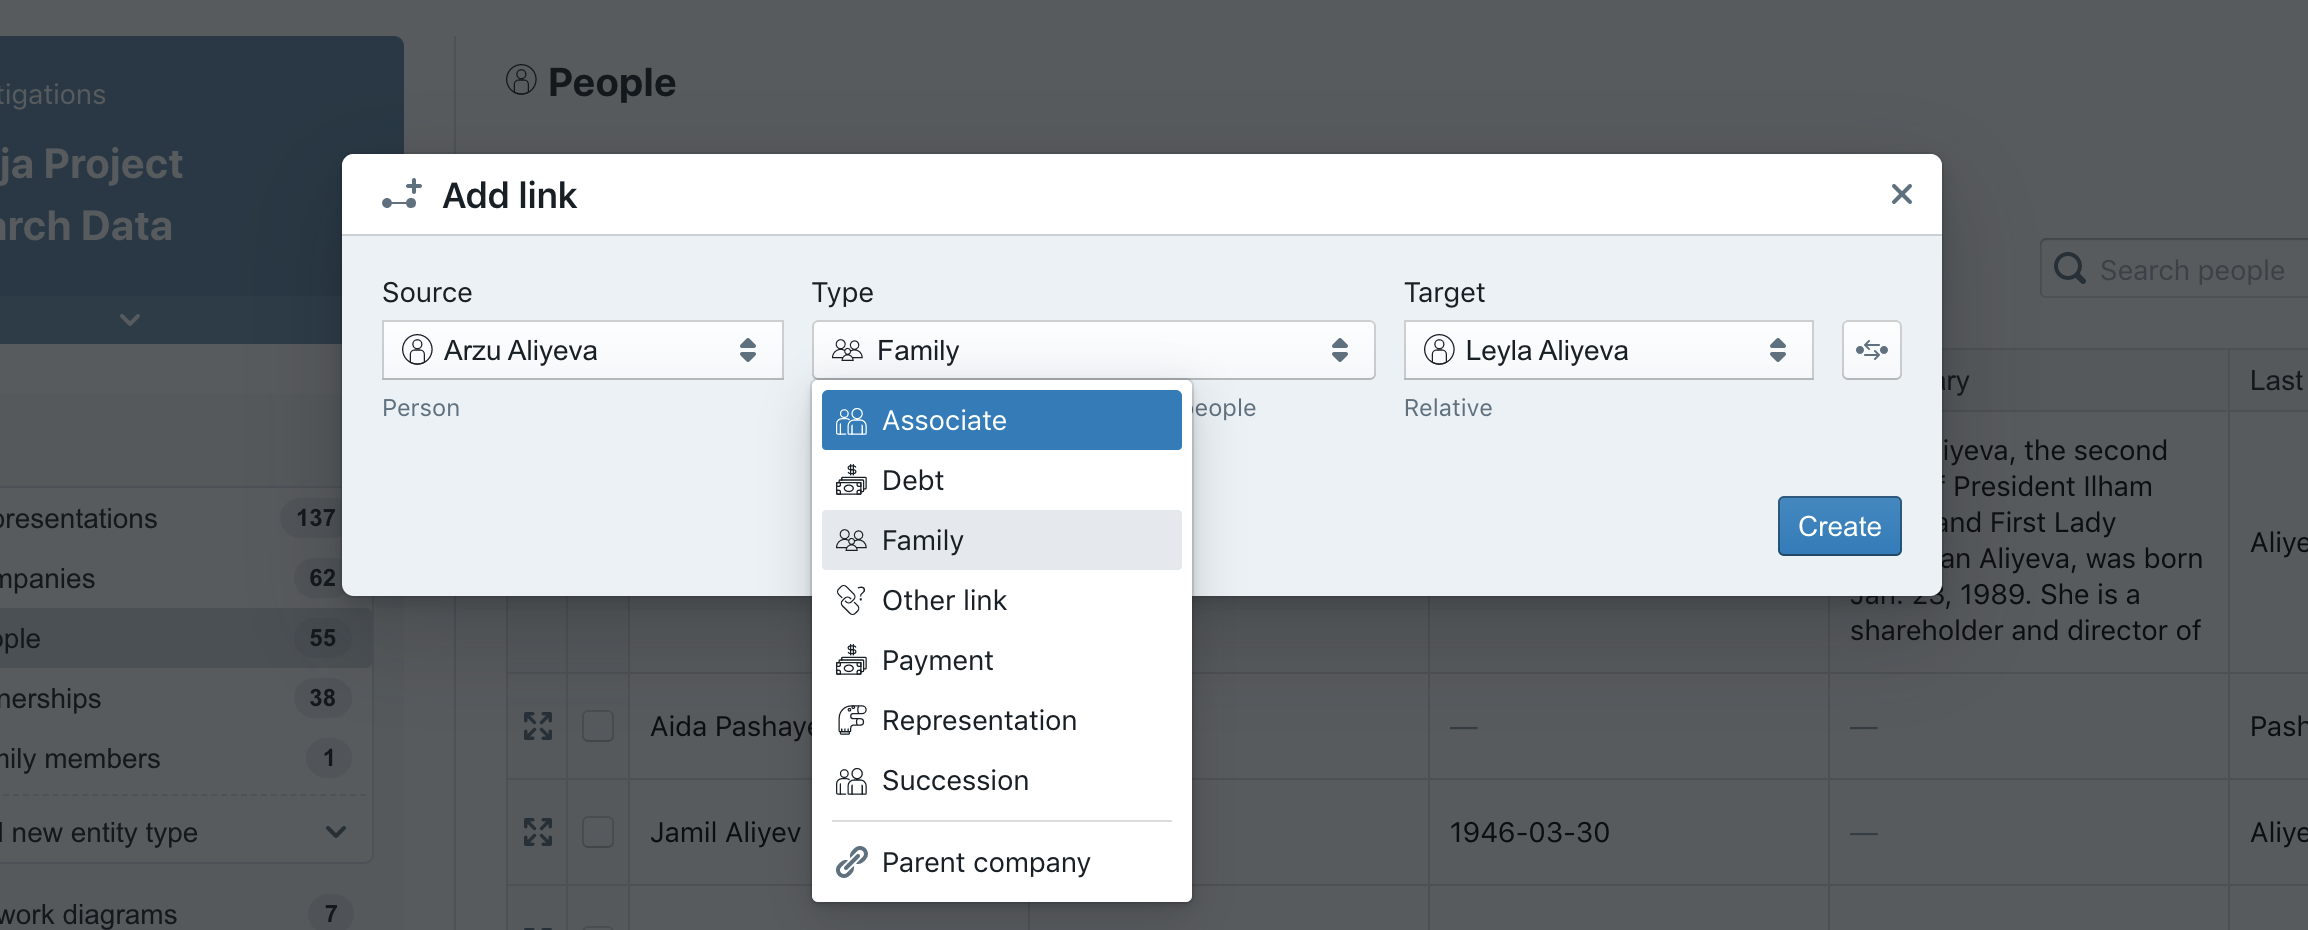 tigations
ja Project
arch Data
People
Search people
Add link
Source
Type
Target
Arzu Aliyeva
Family
Leyla Aliyeva
Person
eople
Relative
Associate
Debt
Family
Other link
Payment
Representation
Succession
Parent company
Create
ry
Last
iyeva, the second
f President Ilham
and First Lady
an Aliyeva, was born
Jan. 23, 1989. She is a
shareholder and director of
Aliye
presentations 137
mpanies 62
ople 55
nerships 38
mily members 1
new entity type
work diagrams 7
Aida Pashaye — — Pash
Jamil Aliyev 1946-03-30 — Aliye